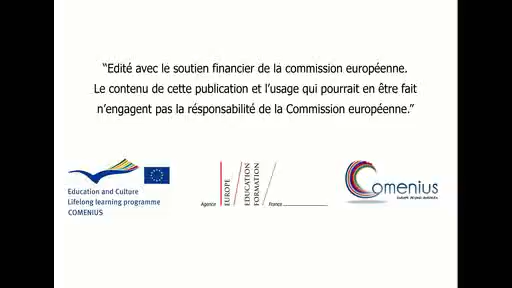 “Edité avec le soutien financier de la commission européenne.
Le contenu de cette publication et l’usage qui pourrait en être fait
n’engagent pas la résponsabilité de la Commission européenne.”
Education and Culture
Lifelong learning programme
COMENIUS
Agence
EUROPE
EDUCATION
FORMATION
France
Comenius